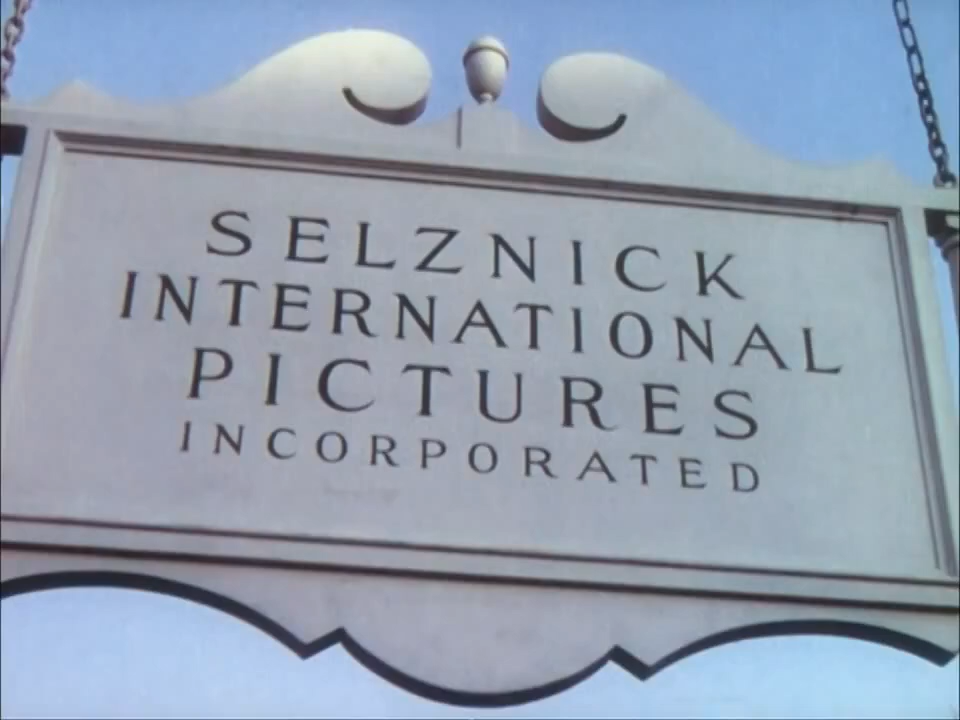 SELZNICK
INTERNATIONAL
PICTURES
INCORPORATED